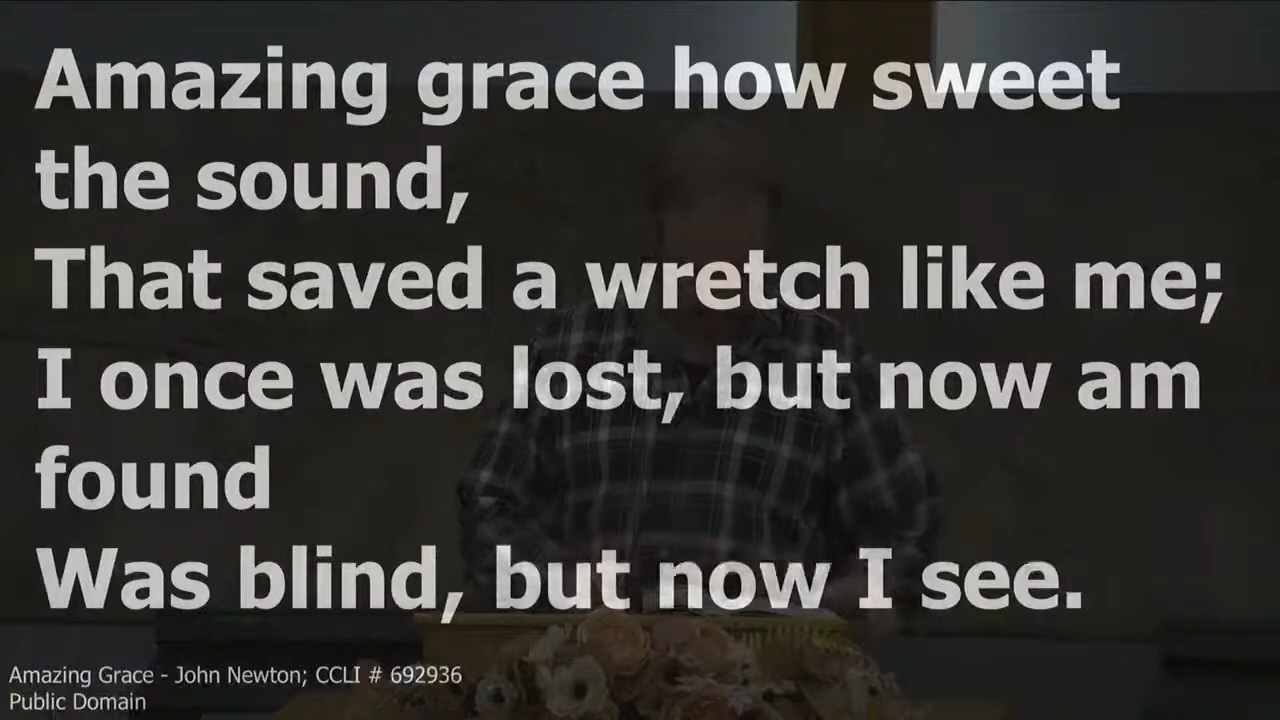 Amazing grace how sweet
the sound,
That saved a wretch like me;
I once was lost, but now am
found
Was blind, but now I see.
Amazing Grace - John Newton; CCLI # 692936
Public Domain